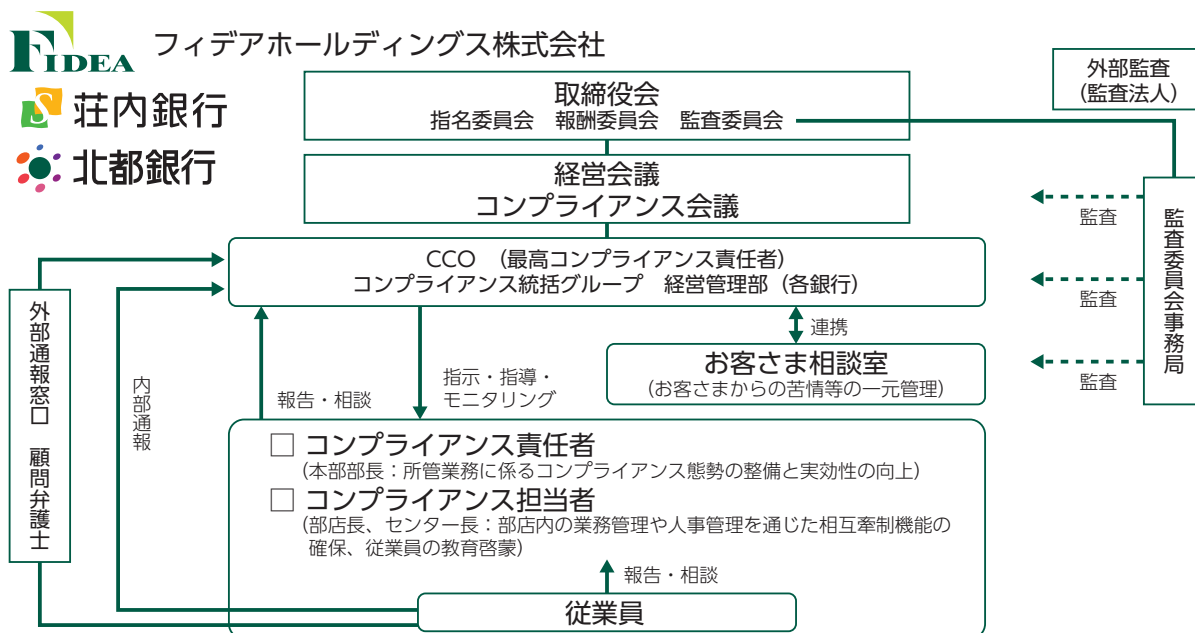 FIDEA
フィデアホールディングス株式会社
S
荘内銀行
北都銀行
外部監査
(監査法人)
取締役会
指名委員会 報酬委員会 監査委員会
経営会議
コンプライアンス会議
監査
監査委員会事務局
CCO (最高コンプライアンス責任者)
コンプライアンス統括グループ 経営管理部(各銀行)
監査
連携
外部通報窓口 顧問弁護士
お客さま相談室
(お客さまからの苦情等の一元管理)
監査
内部通報
報告・相談
指示・指導・
モニタリング
□ コンプライアンス責任者
(本部部長：所管業務に係るコンプライアンス態勢の整備と実効性の向上)
□ コンプライアンス担当者
(部店長、センター長：部店内の業務管理や人事管理を通じた相互牽制機能の
確保、従業員の教育啓蒙)
報告・相談
従業員